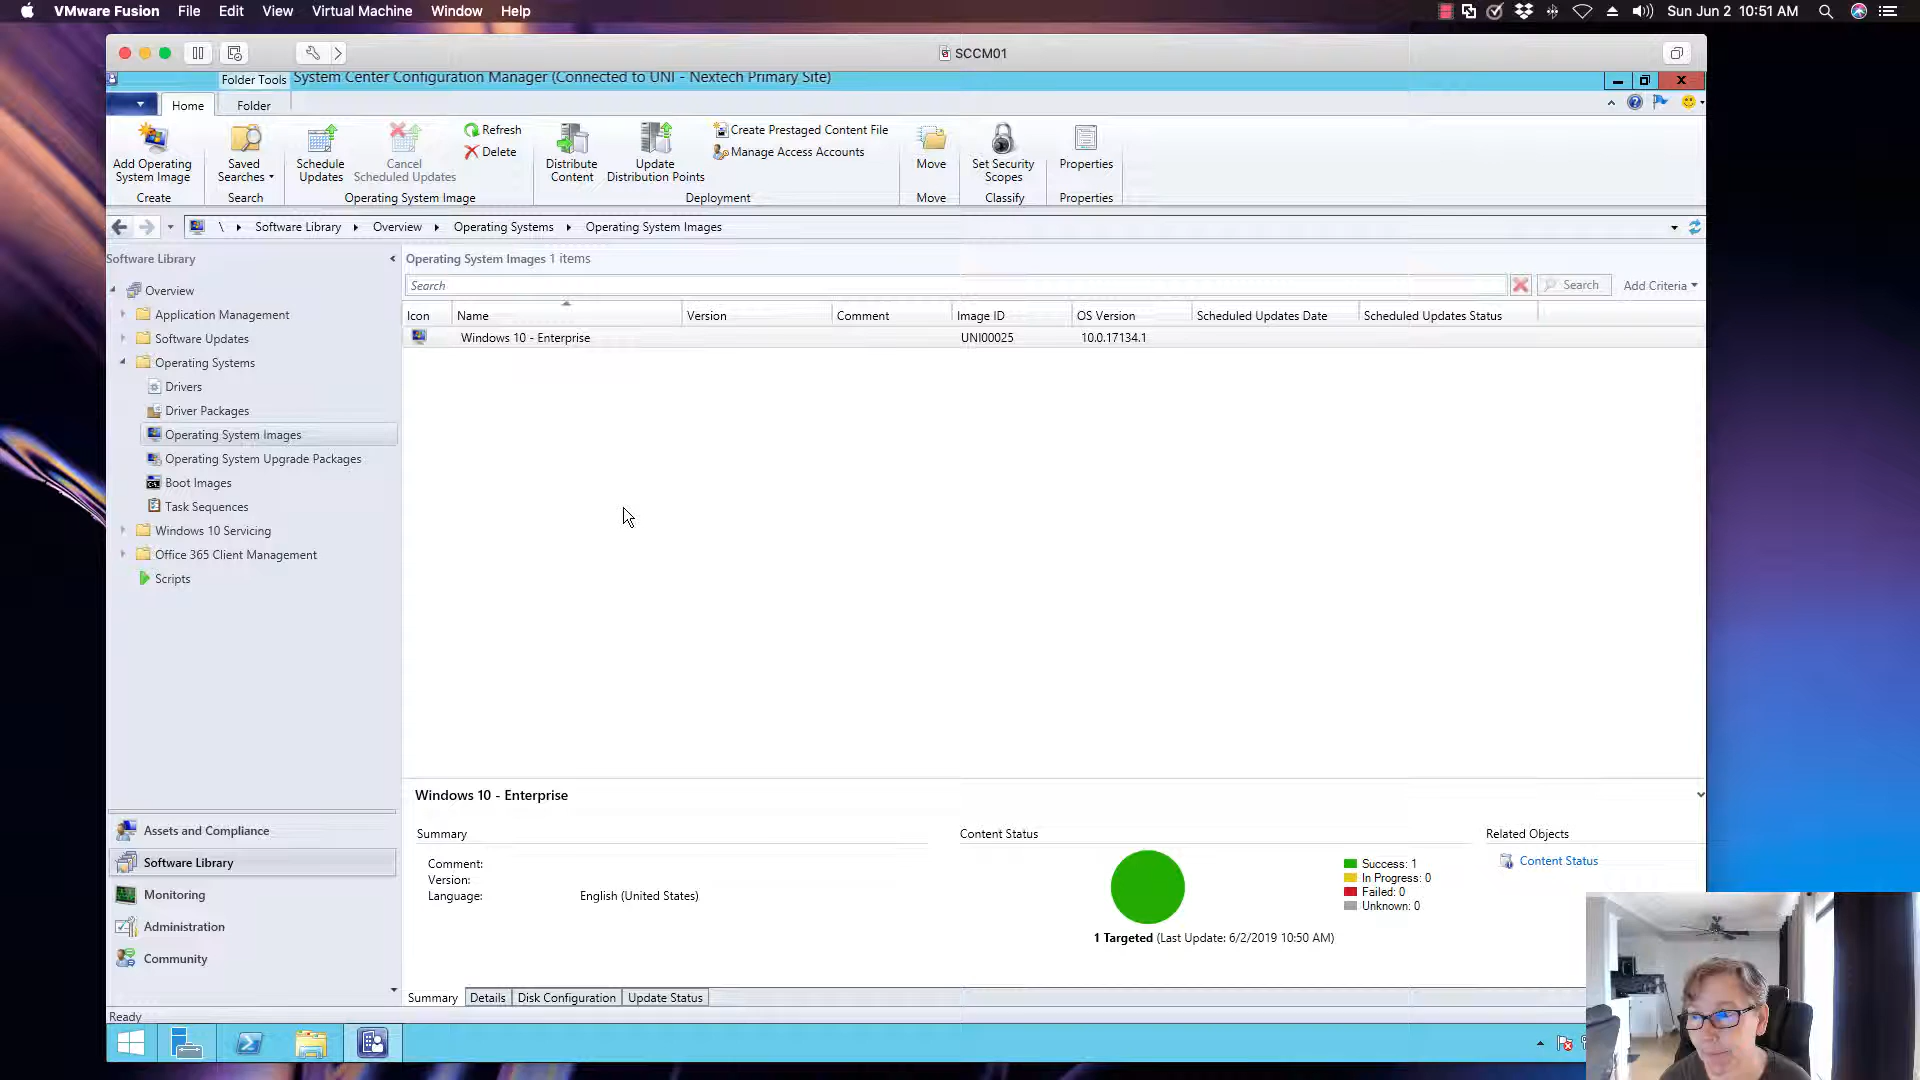 VMware Fusion File Edit View Virtual Machine Window Help Sun Jun 2 10:51 AM
SCCM01
Folder Tools System Center Configuration Manager (Connected to UNI - Nextech Primary Site)
Home Folder
Add Operating System Image
Saved Searches
Schedule Updates
Cancel Scheduled Updates
Refresh
Delete
Distribute Content
Update Distribution Points
Create Prestaged Content File
Manage Access Accounts
Move
Set Security Scopes
Properties
Create Search Operating System Image Deployment Move Classify Properties
\ Software Library Overview Operating Systems Operating System Images
Software Library
Overview
Application Management
Software Updates
Operating Systems
Drivers
Driver Packages
Operating System Images
Operating System Upgrade Packages
Boot Images
Task Sequences
Windows 10 Servicing
Office 365 Client Management
Scripts
Assets and Compliance
Software Library
Monitoring
Administration
Community
Operating System Images 1 items
Search Search Add Criteria
Icon Name Version Comment Image ID OS Version Scheduled Updates Date Scheduled Updates Status
Windows 10 - Enterprise UNI00025 10.0.17134.1
Windows 10 - Enterprise
Summary
Comment:
Version:
Language: English (United States)
Content Status
Success: 1
In Progress: 0
Failed: 0
Unknown: 0
1 Targeted (Last Update: 6/2/2019 10:50 AM)
Related Objects
Content Status
Summary Details Disk Configuration Update Status
Ready